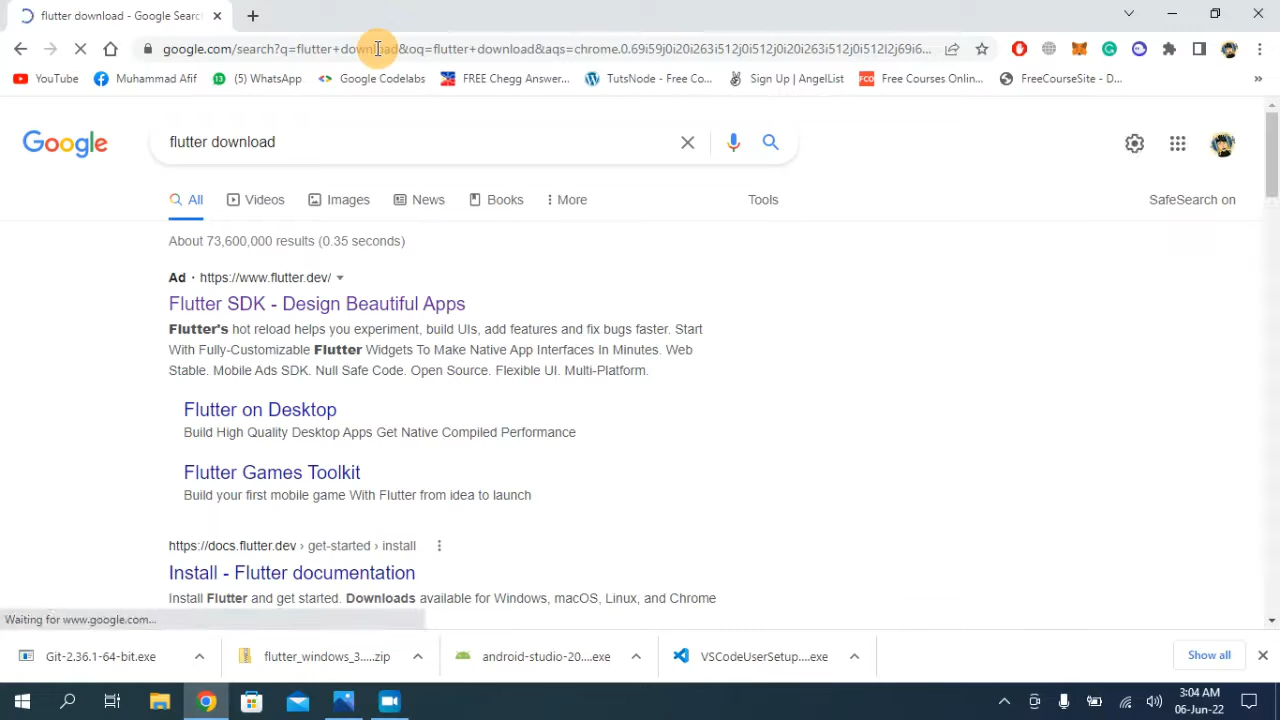 flutter download - Google Searc
google.com/search?q=flutter+download&oq=flutter+download&aqs=chrome.0.69i59j0i20i263i512j0i512j0i20i263i512j0i512l2j69i6...
YouTube
Muhammad Afif
(5) WhatsApp
Google Codelabs
FREE Chegg Answer...
TutsNode - Free Co...
Sign Up | AngelList
FCO
Free Courses Onlin...
FreeCourseSite - D...
»
Google
flutter download
All
Videos
Images
News
Books
More
Tools
SafeSearch on
About 73,600,000 results (0.35 seconds)
Ad · https://www.flutter.dev/
Flutter SDK - Design Beautiful Apps
Flutter's hot reload helps you experiment, build UIs, add features and fix bugs faster. Start
With Fully-Customizable Flutter Widgets To Make Native App Interfaces In Minutes. Web
Stable. Mobile Ads SDK. Null Safe Code. Open Source. Flexible UI. Multi-Platform.
Flutter on Desktop
Build High Quality Desktop Apps Get Native Compiled Performance
Flutter Games Toolkit
Build your first mobile game With Flutter from idea to launch
https://docs.flutter.dev › get-started › install
Install - Flutter documentation
Install Flutter and get started. Downloads available for Windows, macOS, Linux, and Chrome
Waiting for www.google.com...
Git-2.36.1-64-bit.exe
flutter_windows_3.....zip
android-studio-20....exe
VSCodeUserSetup....exe
Show all
3:04 AM
06-Jun-22